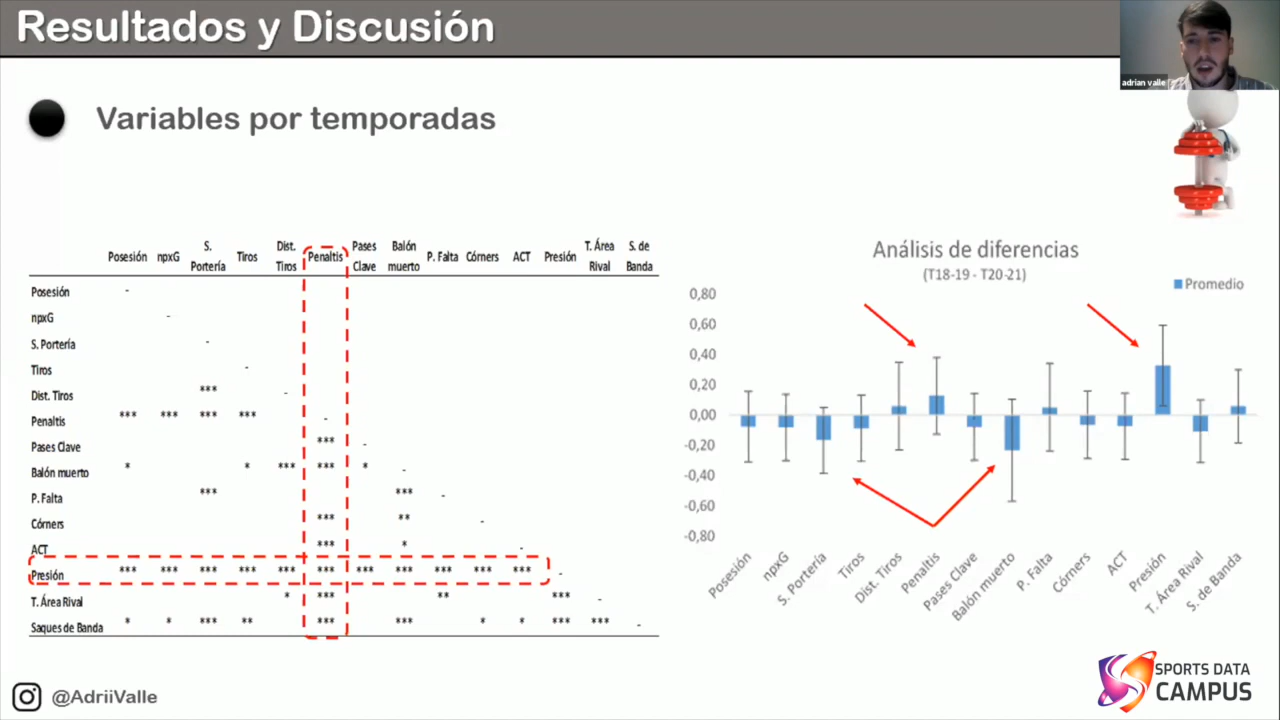 Resultados y Discusión
adrian valle
Variables por temporadas
Posesión npxG S. Portería Tiros Dist. Tiros Penaltis Pases Clave Balón muerto P. Falta Córners ACT Presión T. Área Rival S. de Banda
Posesión -
npxG -
S. Portería -
Tiros -
Dist. Tiros *** -
Penaltis *** *** *** *** -
Pases Clave *** -
Balón muerto * * *** *** * -
P. Falta *** *** -
Córners *** ** -
ACT *** * -
Presión *** *** *** *** *** *** *** *** *** *** *** -
T. Área Rival * *** ** *** -
Saques de Banda * * *** ** *** *** * * *** *** -
Análisis de diferencias
(T18-19 - T20-21)
Promedio
0,80
0,60
0,40
0,20
0,00
-0,20
-0,40
-0,60
-0,80
Posesión
npxG
S. Portería
Tiros
Dist. Tiros
Penaltis
Pases Clave
Balón muerto
P. Falta
Córners
ACT
Presión
T. Área Rival
S. de Banda
@AdriiValle
SPORTS DATA
CAMPUS